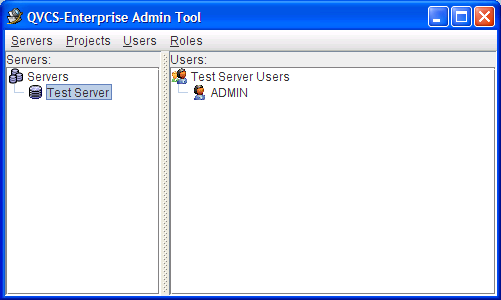 QVCS-Enterprise Admin Tool
Servers Projects Users Roles
Servers:
Servers
Test Server
Users:
Test Server Users
ADMIN